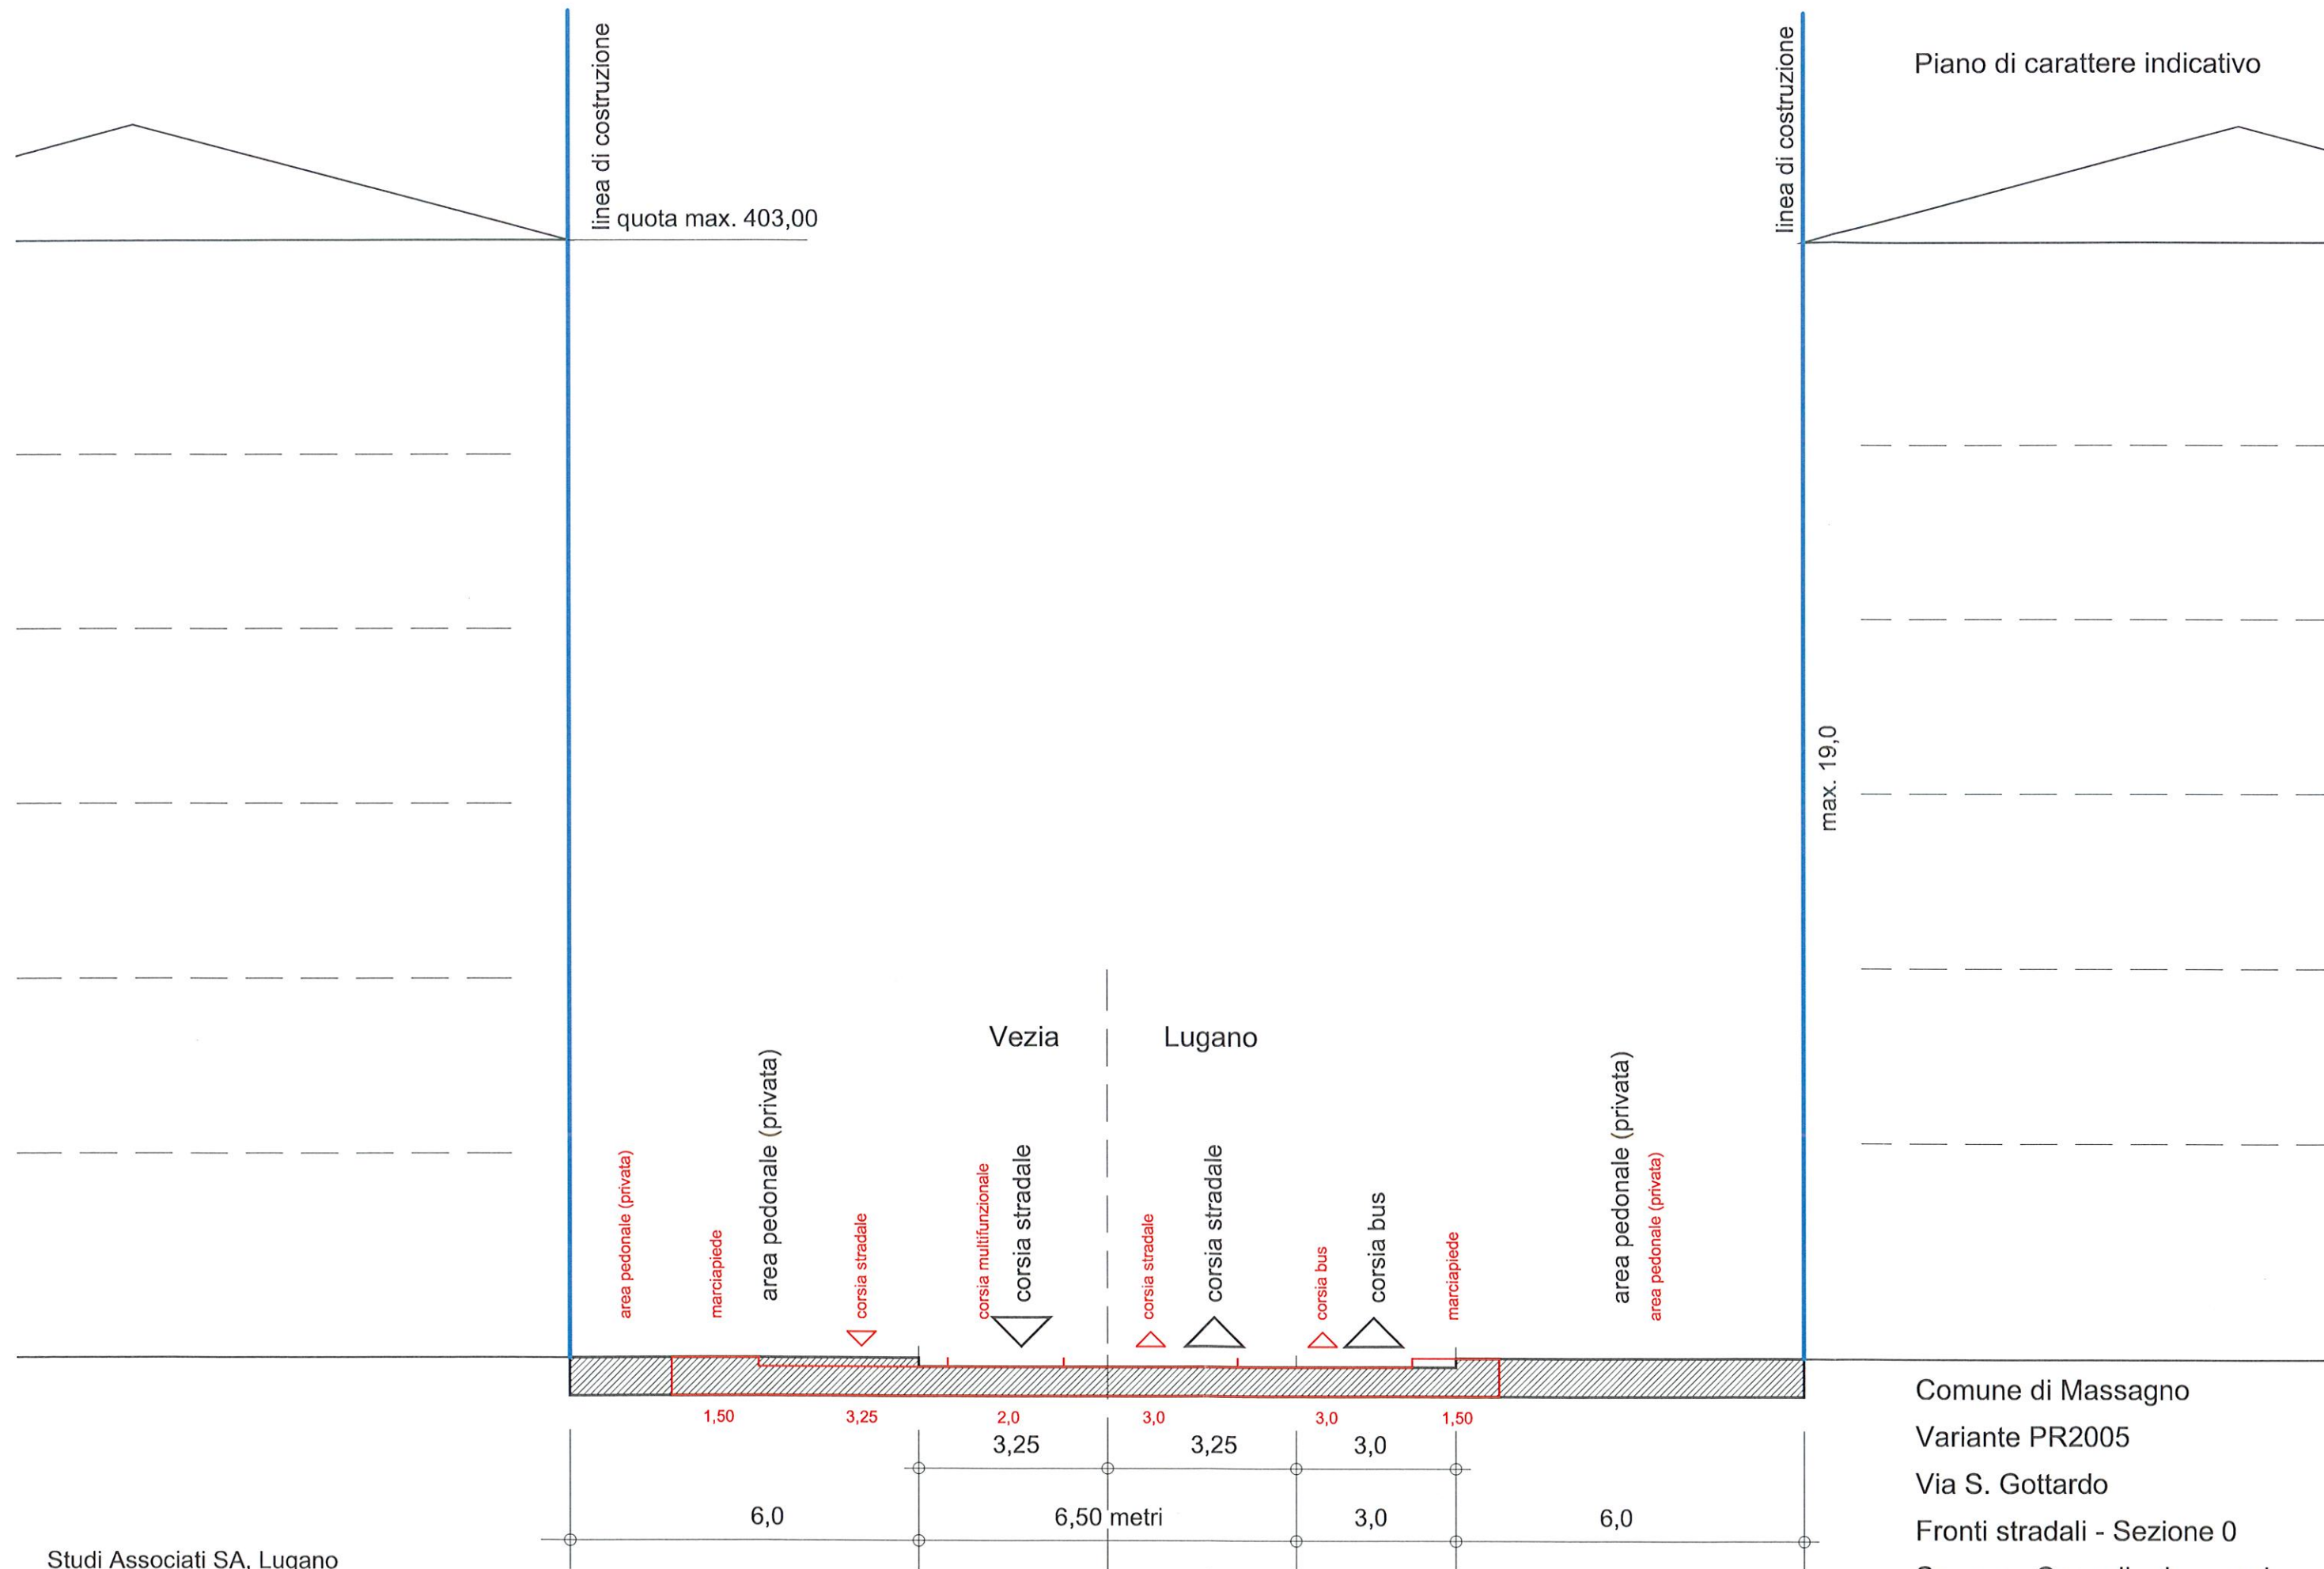 linea di costruzione
linea di costruzione
Piano di carattere indicativo
quota max. 403,00
max. 19,0
Vezia
Lugano
area pedonale (privata)
marciapiede
area pedonale (privata)
corsia stradale
corsia multifunzionale
corsia stradale
corsia stradale
corsia stradale
corsia bus
corsia bus
marciapiede
area pedonale (privata)
area pedonale (privata)
1,50
3,25
2,0
3,0
3,0
1,50
3,25
3,25
3,0
6,0
6,50 metri
3,0
6,0
Comune di Massagno
Variante PR2005
Via S. Gottardo
Fronti stradali - Sezione 0
Studi Associati SA, Lugano